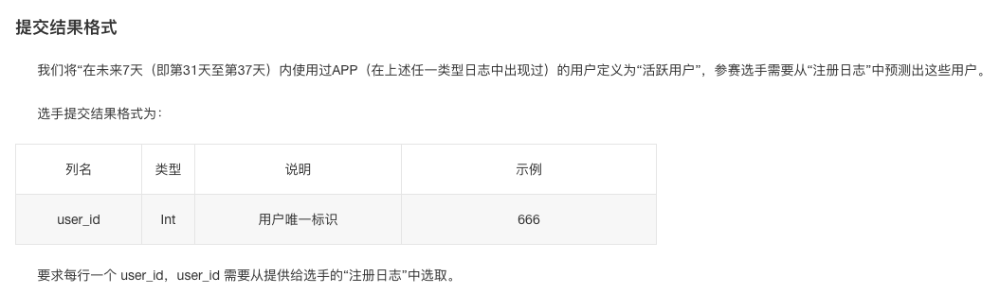 提交结果格式
我们将“在未来7天（即第31天至第37天）内使用过APP（在上述任一类型日志中出现过）的用户定义为“活跃用户”，参赛选手需要从“注册日志”中预测出这些用户。
选手提交结果格式为：
列名 类型 说明 示例
user_id Int 用户唯一标识 666
要求每行一个 user_id，user_id 需要从提供给选手的“注册日志”中选取。